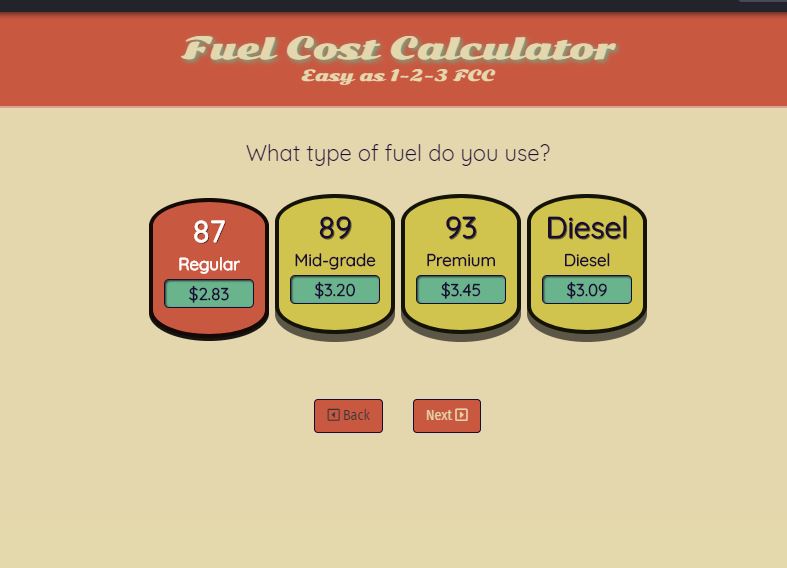 Fuel Cost Calculator
Easy as 1-2-3 FCC
What type of fuel do you use?
87 89 93 Diesel
Regular Mid-grade Premium Diesel
$2.83 $3.20 $3.45 $3.09
Back Next